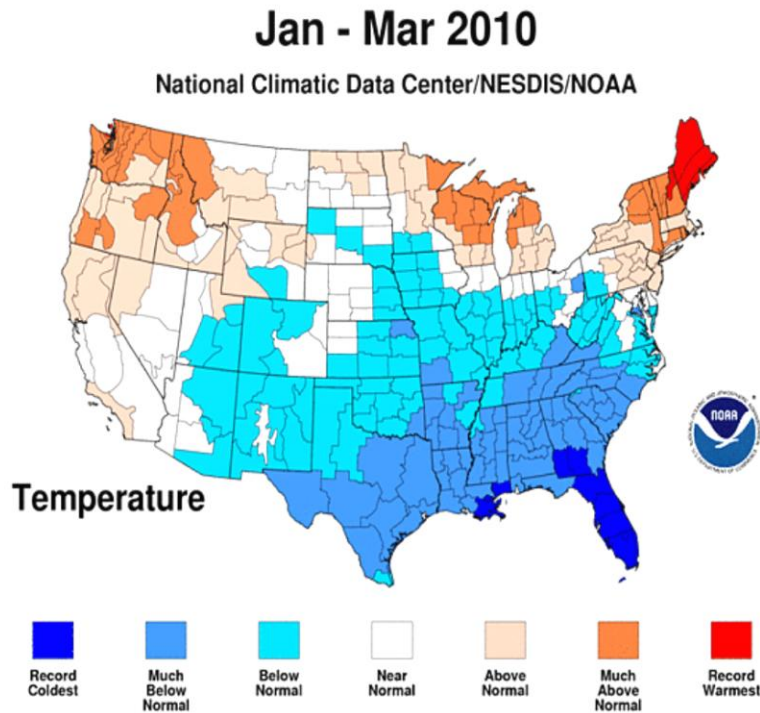 Jan - Mar 2010
National Climatic Data Center/NESDIS/NOAA
NOAA
Temperature
Record
Coldest
Much
Below
Normal
Below
Normal
Near
Normal
Above
Normal
Much
Above
Normal
Record
Warmest